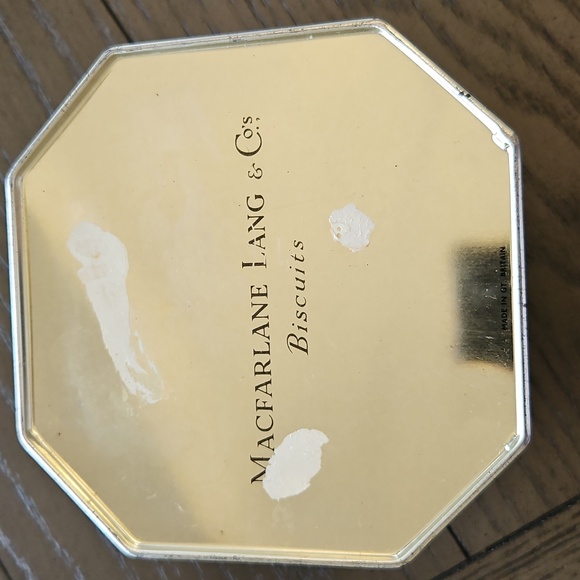 MACFARLANE LANG & Co's.,
Biscuits
MADE IN GT. BRITAIN